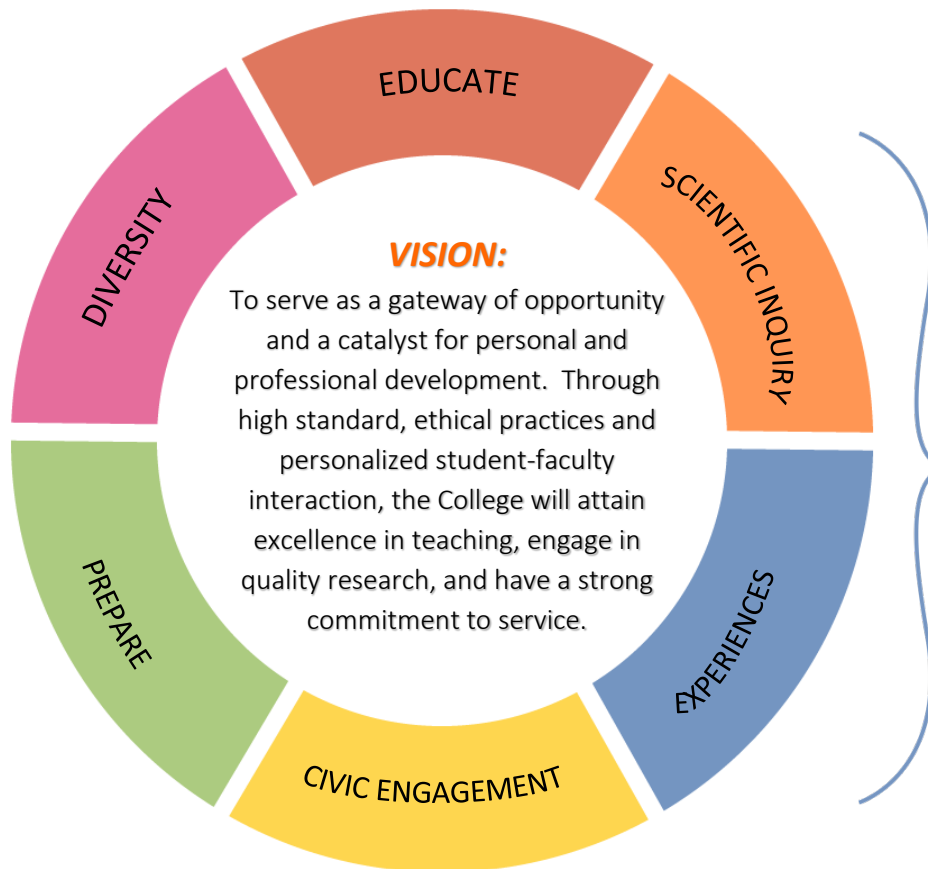 EDUCATE
SCIENTIFIC INQUIRY
EXPERIENCES
CIVIC ENGAGEMENT
PREPARE
DIVERSITY
VISION:
To serve as a gateway of opportunity
and a catalyst for personal and
professional development.  Through
high standard, ethical practices and
personalized student-faculty
interaction, the College will attain
excellence in teaching, engage in
quality research, and have a strong
commitment to service.